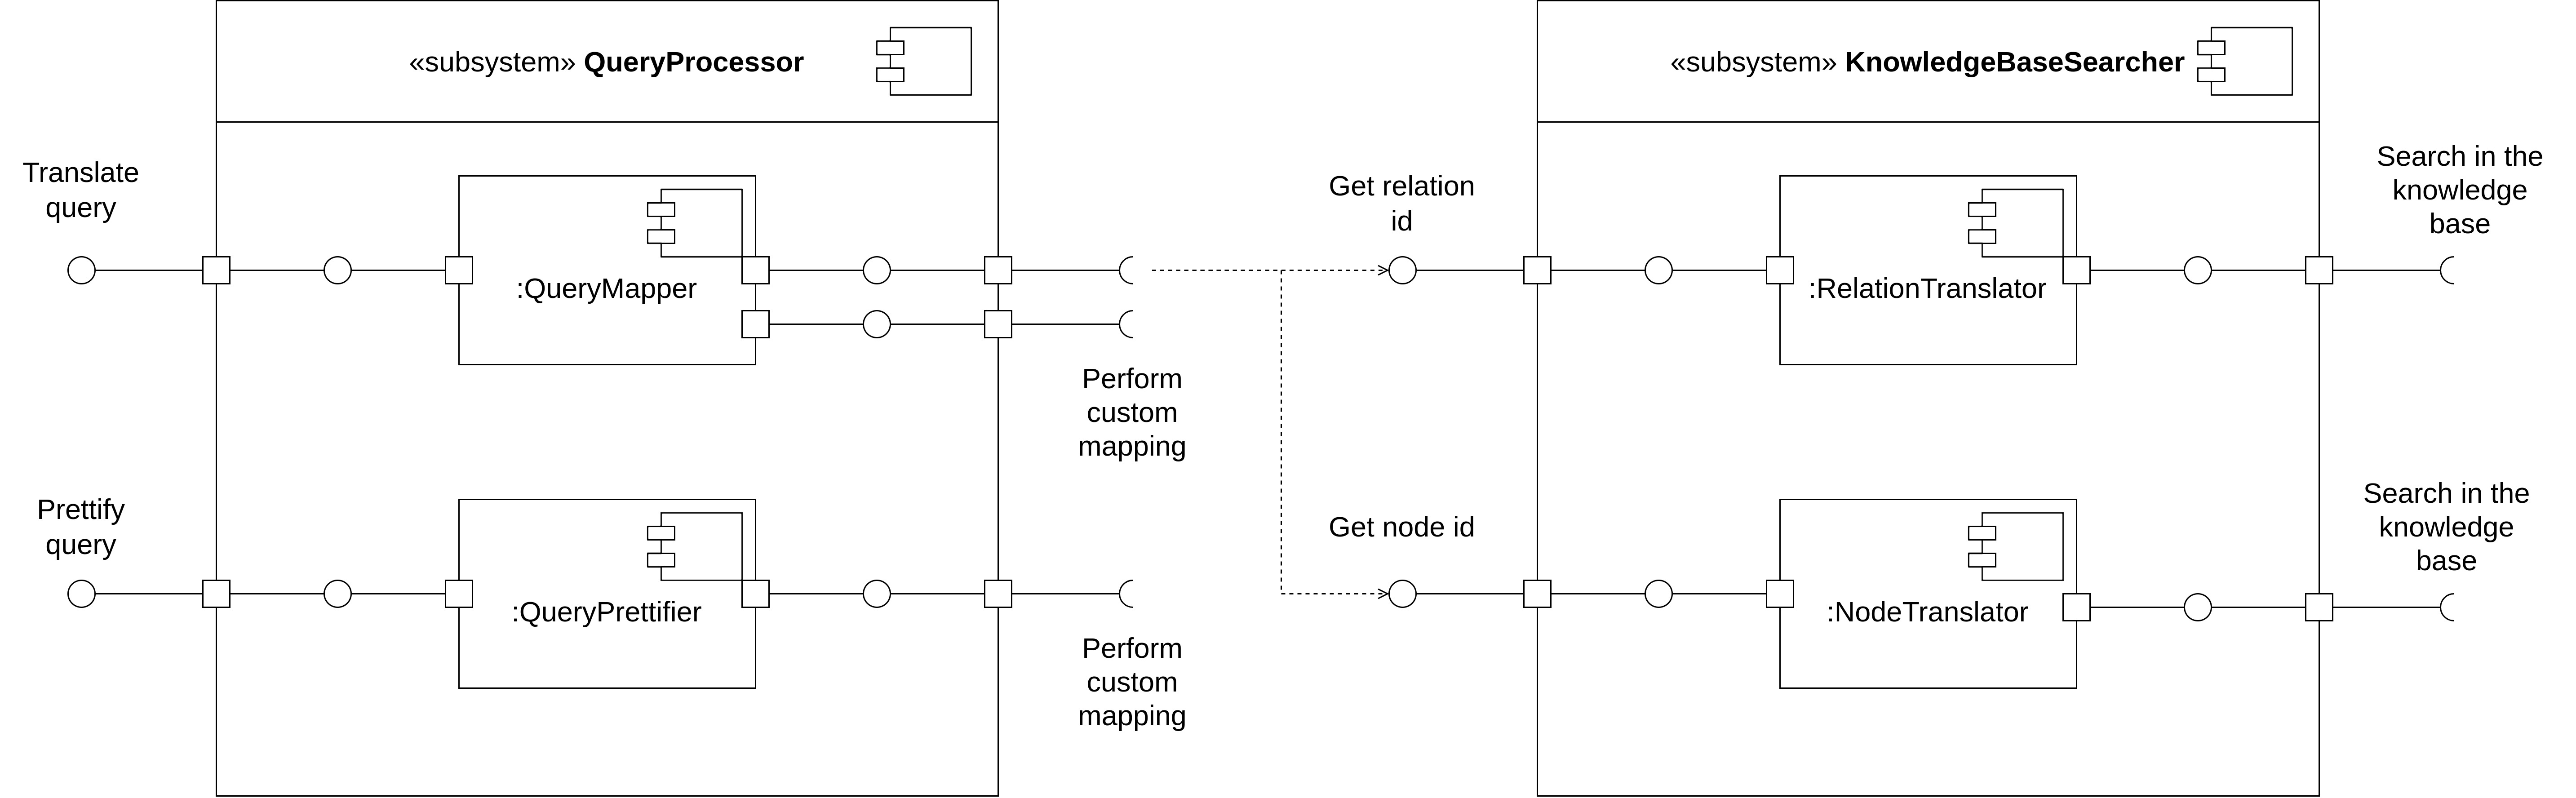 «subsystem» QueryProcessor
«subsystem» KnowledgeBaseSearcher
Translate
query
:QueryMapper
Perform
custom
mapping
Get relation
id
:RelationTranslator
Search in the
knowledge
base
Prettify
query
:QueryPrettifier
Perform
custom
mapping
Get node id
:NodeTranslator
Search in the
knowledge
base